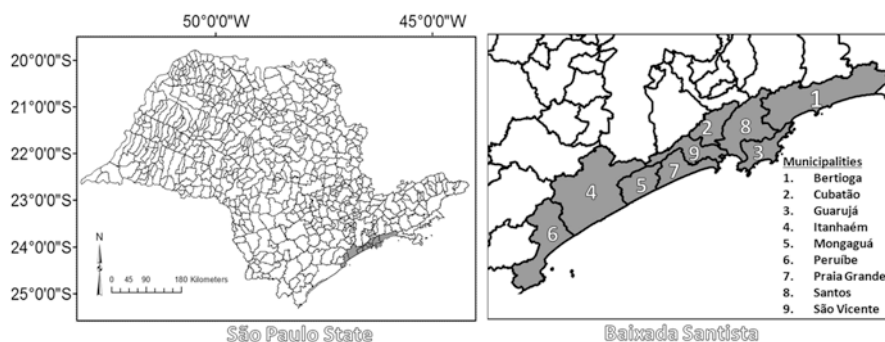 50°0'0"W
45°0'0"W
20°0'0"S
21°0'0"S
22°0'0"S
23°0'0"S
24°0'0"S
25°0'0"S
N
0 45 90 180 Kilometers
São Paulo State
1
2
8
9
3
7
5
4
6
Municipalities
1. Bertioga
2. Cubatão
3. Guarujá
4. Itanhaém
5. Mongaguá
6. Peruíbe
7. Praia Grande
8. Santos
9. São Vicente
Baixada Santista